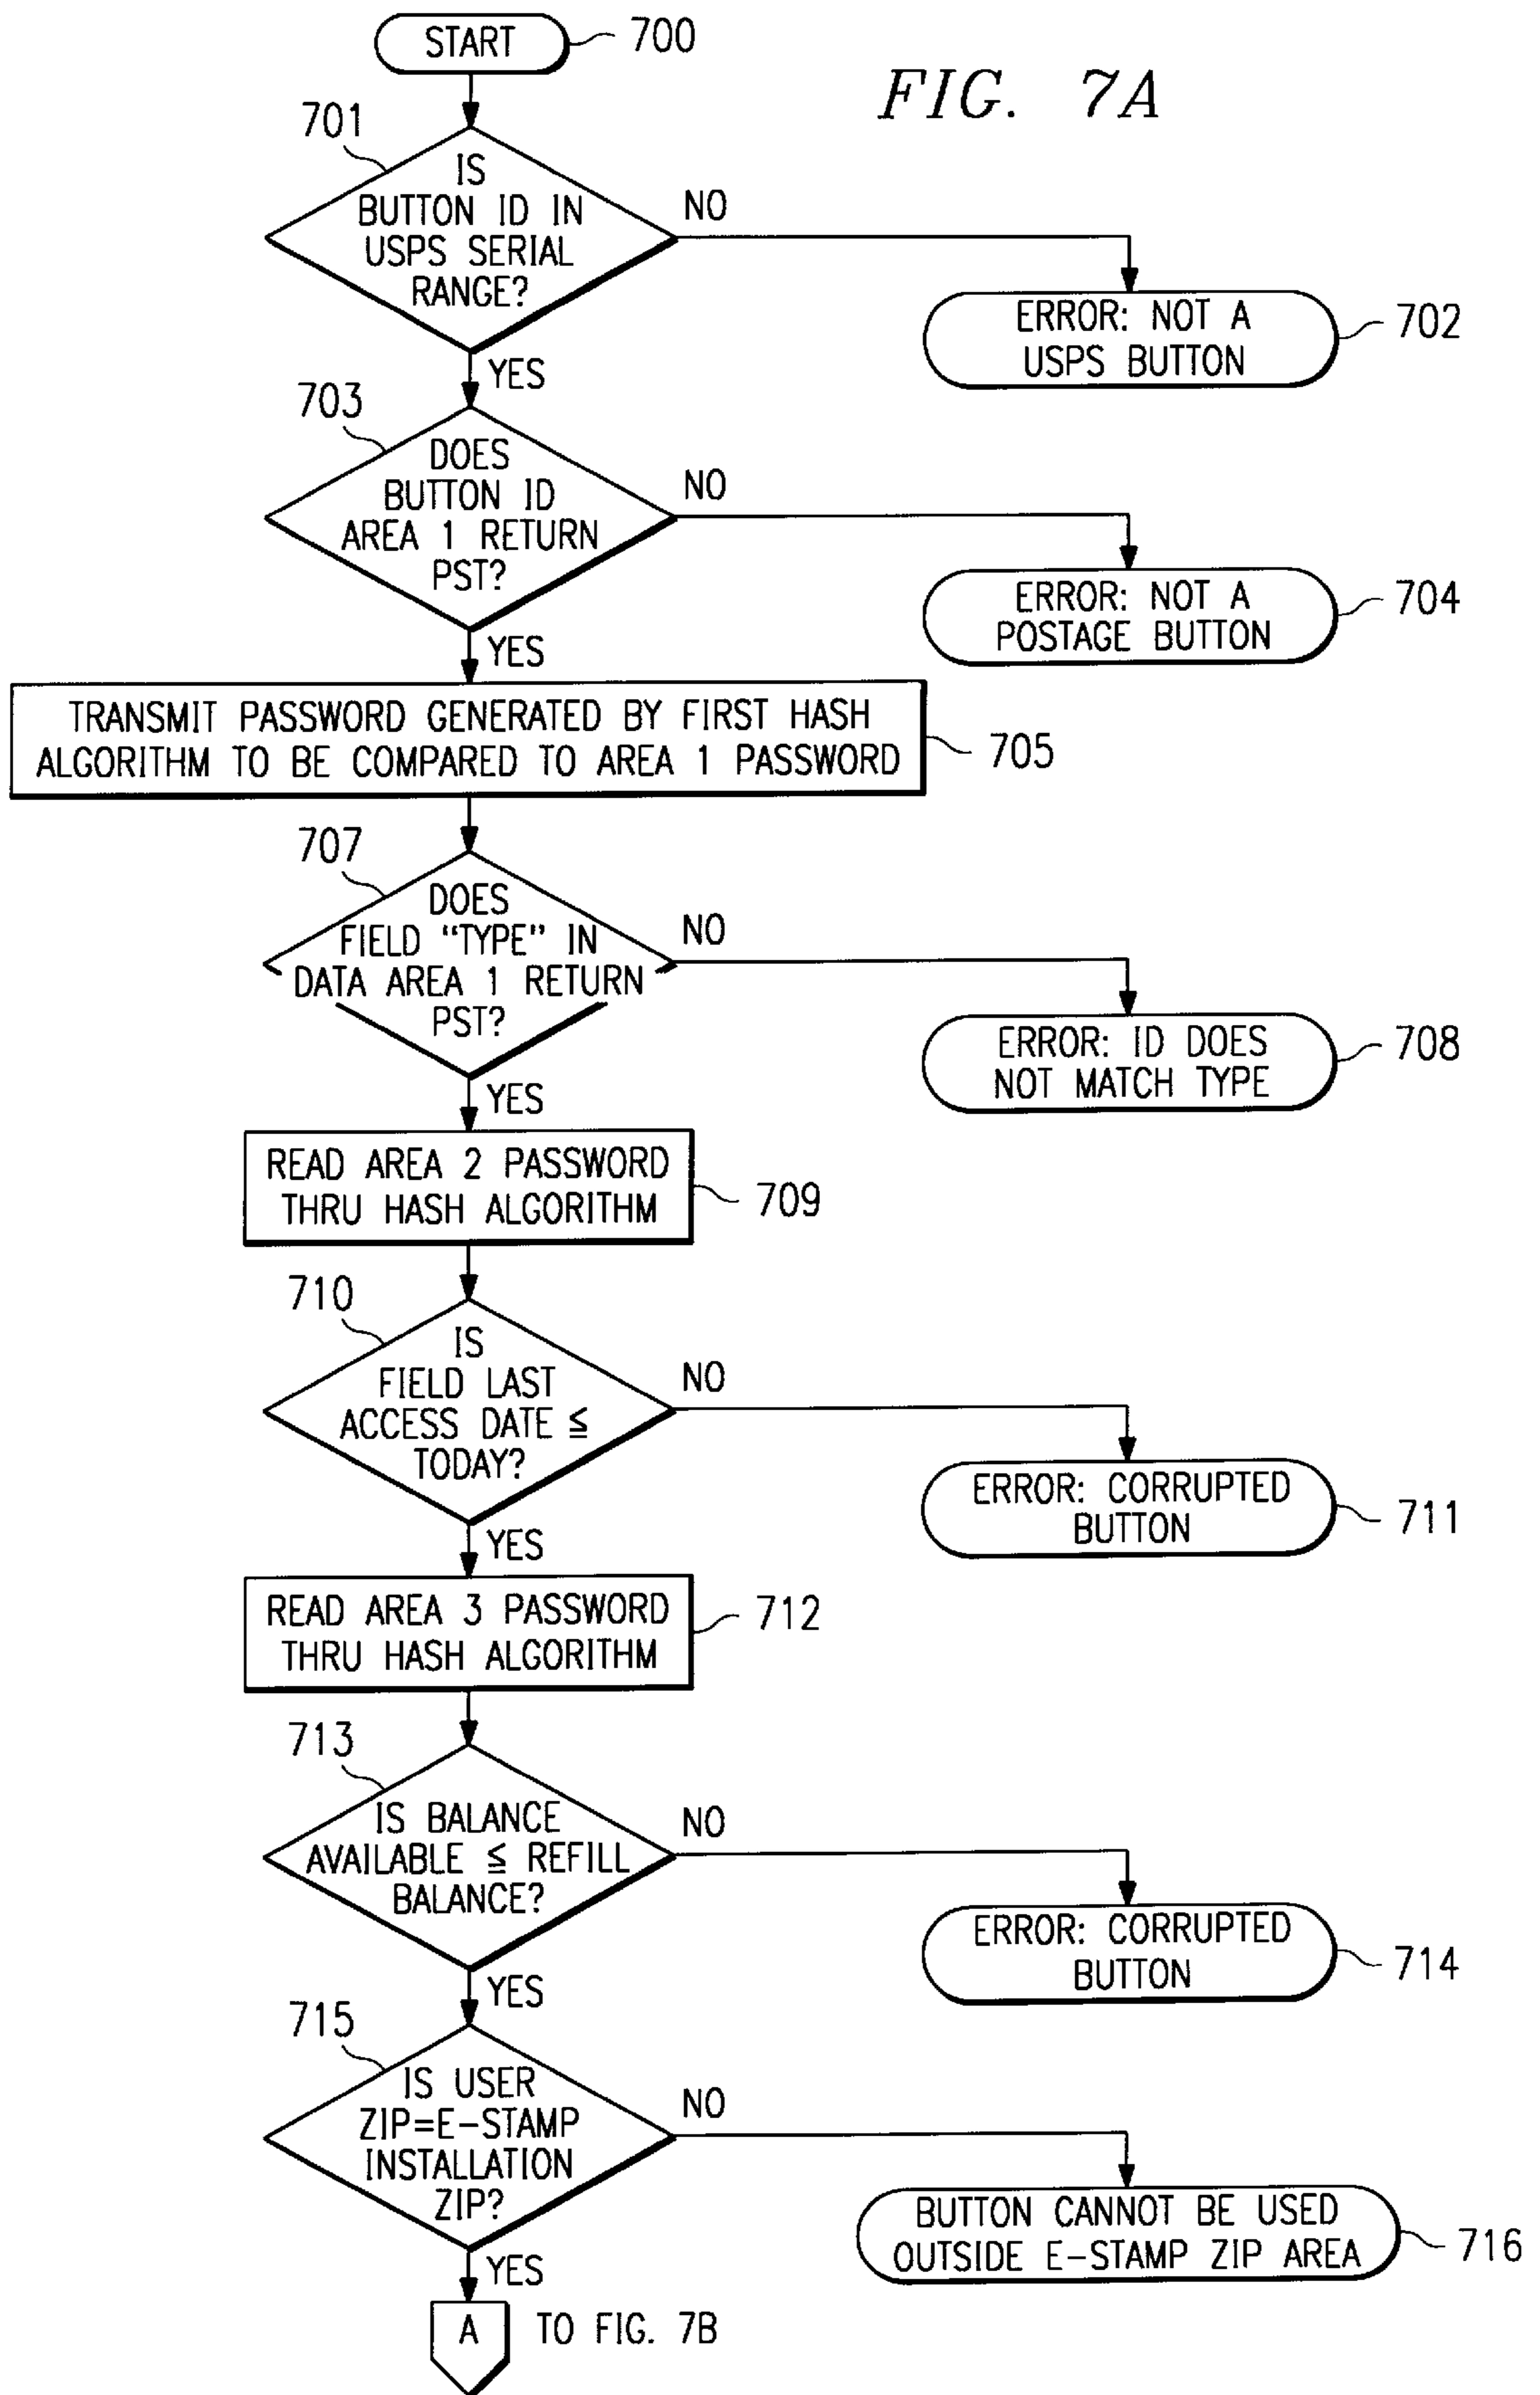 START
700
FIG. 7A
701
IS
BUTTON ID IN
USPS SERIAL
RANGE?
NO
ERROR: NOT A
USPS BUTTON
702
YES
703
DOES
BUTTON ID
AREA 1 RETURN
PST?
NO
ERROR: NOT A
POSTAGE BUTTON
704
YES
TRANSMIT PASSWORD GENERATED BY FIRST HASH
ALGORITHM TO BE COMPARED TO AREA 1 PASSWORD
705
707
DOES
FIELD "TYPE" IN
DATA AREA 1 RETURN
PST?
NO
ERROR: ID DOES
NOT MATCH TYPE
708
YES
READ AREA 2 PASSWORD
THRU HASH ALGORITHM
709
710
IS
FIELD LAST
ACCESS DATE ≦
TODAY?
NO
ERROR: CORRUPTED
BUTTON
711
YES
READ AREA 3 PASSWORD
THRU HASH ALGORITHM
712
713
IS BALANCE
AVAILABLE ≦ REFILL
BALANCE?
NO
ERROR: CORRUPTED
BUTTON
714
YES
715
IS USER
ZIP=E-STAMP
INSTALLATION
ZIP?
NO
BUTTON CANNOT BE USED
OUTSIDE E-STAMP ZIP AREA
716
YES
A
TO FIG. 7B